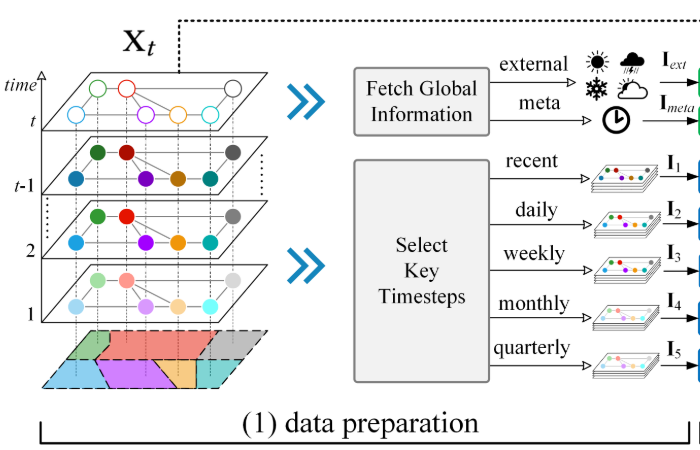 X_t
time
t
t-1
2
1
Fetch Global
Information
external
meta
I_ext
I_meta
Select
Key
Timesteps
recent
daily
weekly
monthly
quarterly
I_1
I_2
I_3
I_4
I_5
(1) data preparation